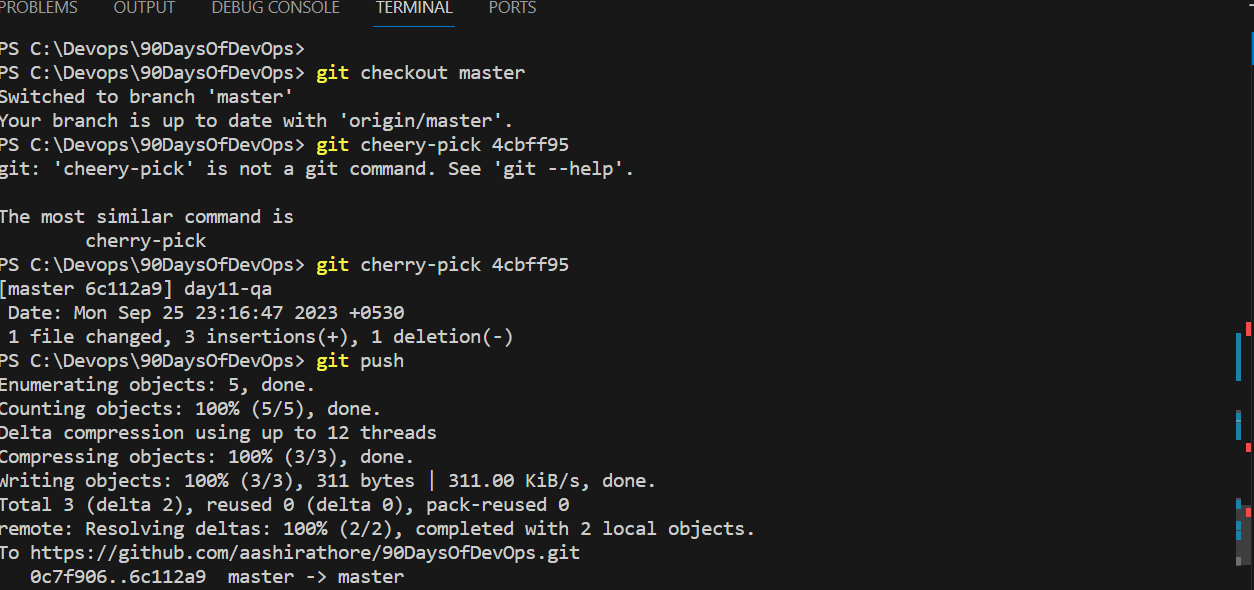 PROBLEMS OUTPUT DEBUG CONSOLE TERMINAL PORTS
PS C:\Devops\90DaysOfDevOps>
PS C:\Devops\90DaysOfDevOps> git checkout master
Switched to branch 'master'
Your branch is up to date with 'origin/master'.
PS C:\Devops\90DaysOfDevOps> git cheery-pick 4cbff95
git: 'cheery-pick' is not a git command. See 'git --help'.
The most similar command is
cherry-pick
PS C:\Devops\90DaysOfDevOps> git cherry-pick 4cbff95
[master 6c112a9] day11-qa
Date: Mon Sep 25 23:16:47 2023 +0530
1 file changed, 3 insertions(+), 1 deletion(-)
PS C:\Devops\90DaysOfDevOps> git push
Enumerating objects: 5, done.
Counting objects: 100% (5/5), done.
Delta compression using up to 12 threads
Compressing objects: 100% (3/3), done.
Writing objects: 100% (3/3), 311 bytes | 311.00 KiB/s, done.
Total 3 (delta 2), reused 0 (delta 0), pack-reused 0
remote: Resolving deltas: 100% (2/2), completed with 2 local objects.
To https://github.com/aashirathore/90DaysOfDevOps.git
0c7f906..6c112a9 master -> master